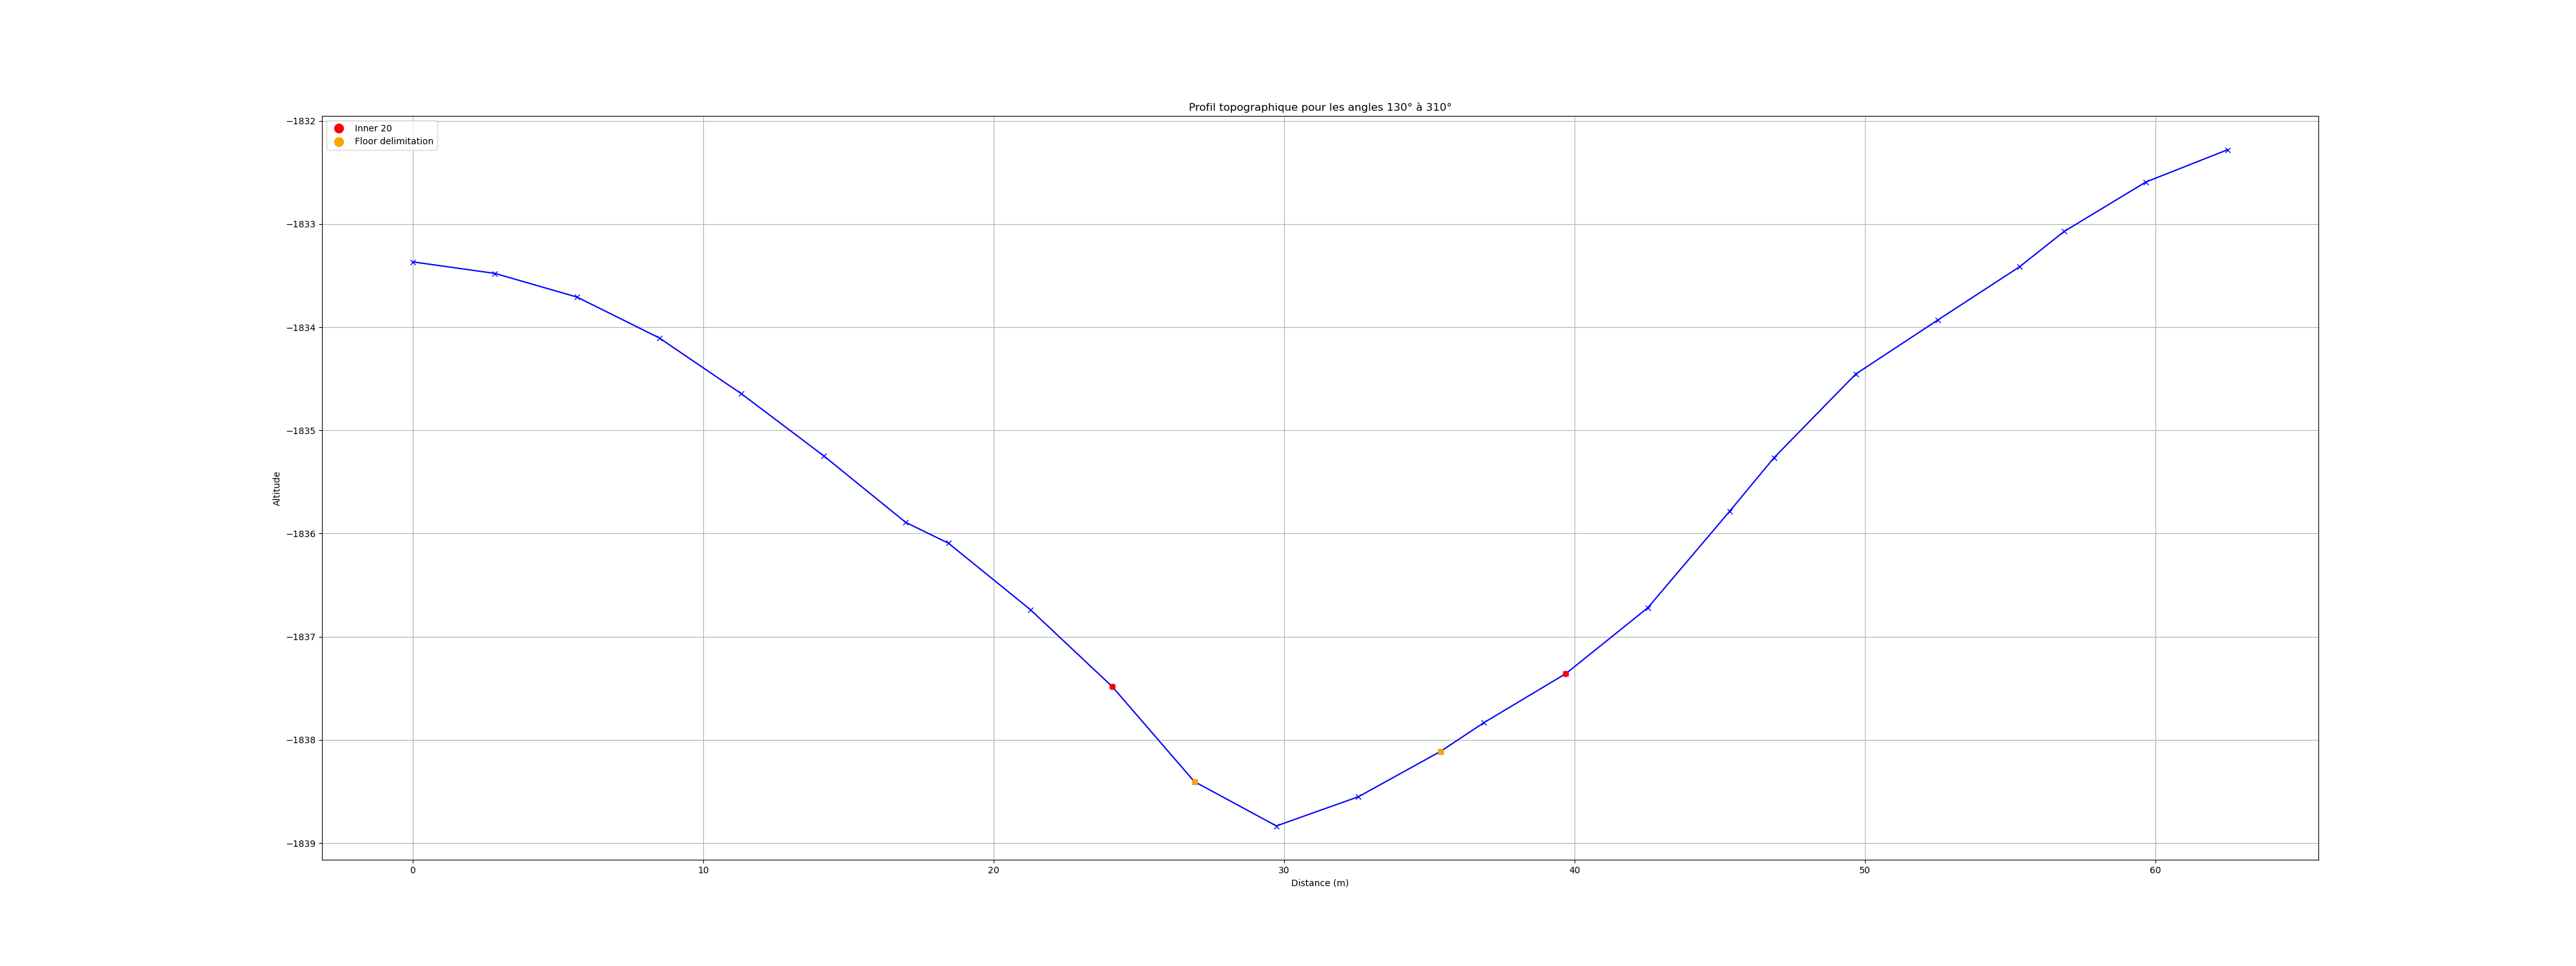 Profil topographique pour les angles 130° à 310°
Inner 20
Floor delimitation
−1832
−1833
−1834
−1835
−1836
−1837
−1838
−1839
Altitude
0 10 20 30 40 50 60
Distance (m)